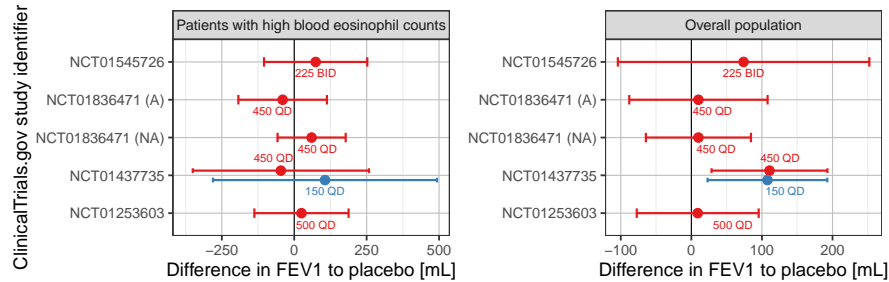 Patients with high blood eosinophil counts
Overall population
ClinicalTrials.gov study identifier
NCT01545726
225 BID
NCT01836471 (A)
450 QD
NCT01836471 (NA)
450 QD
450 QD
NCT01437735
150 QD
NCT01253603
500 QD
−250
0
250
500
Difference in FEV1 to placebo [mL]
NCT01545726
225 BID
NCT01836471 (A)
450 QD
NCT01836471 (NA)
450 QD
450 QD
NCT01437735
150 QD
NCT01253603
500 QD
−100
0
100
200
Difference in FEV1 to placebo [mL]